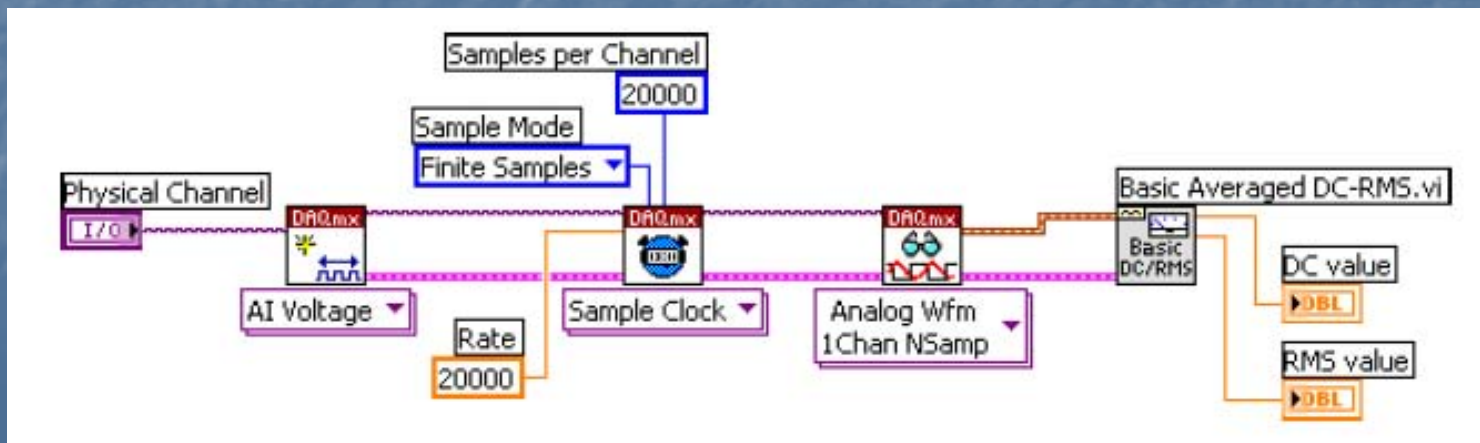 Samples per Channel
20000
Sample Mode
Finite Samples
Physical Channel
I/O
DAQmx
AI Voltage
Rate
20000
DAQmx
Sample Clock
DAQmx
Analog Wfm
1Chan NSamp
Basic Averaged DC-RMS.vi
Basic
DC/RMS
DC value
DBL
RMS value
DBL